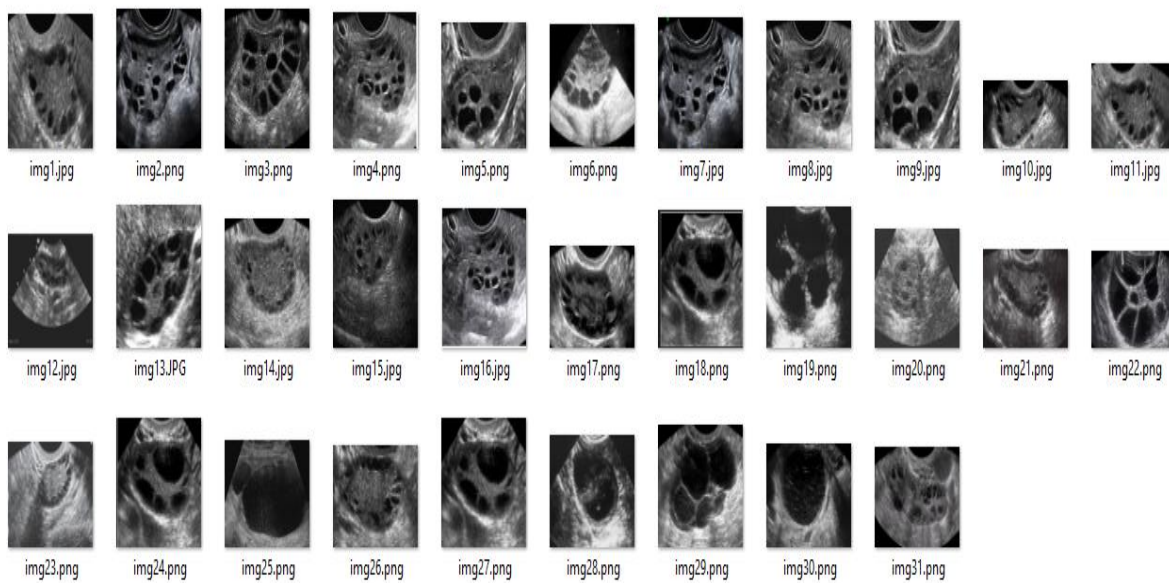 img1.jpg img2.png img3.png img4.png img5.png img6.png img7.jpg img8.jpg img9.jpg img10.jpg img11.jpg
img12.jpg img13.JPG img14.jpg img15.jpg img16.jpg img17.png img18.png img19.png img20.png img21.png img22.png
img23.png img24.png img25.png img26.png img27.png img28.png img29.png img30.png img31.png